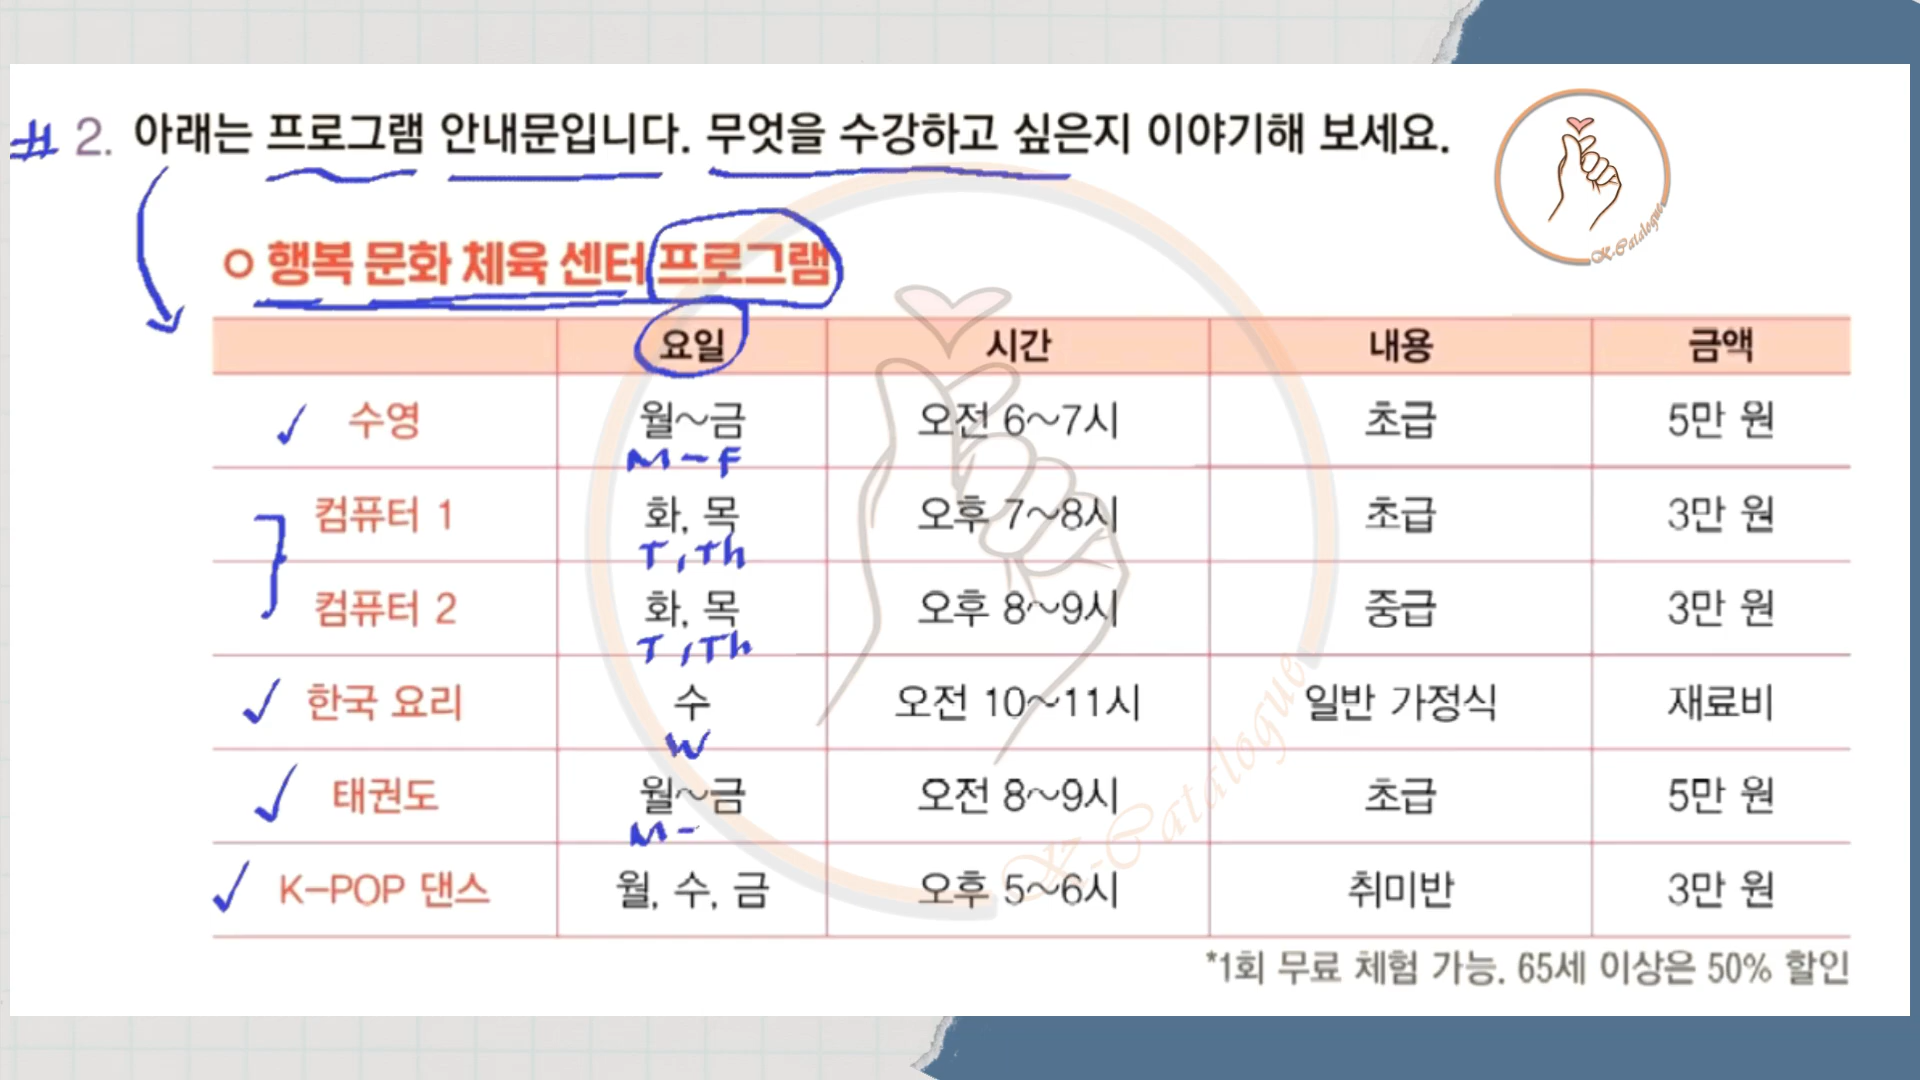 # 2. 아래는 프로그램 안내문입니다. 무엇을 수강하고 싶은지 이야기해 보세요.
K-Catalogue
○ 행복 문화 체육 센터 프로그램
요일 시간 내용 금액
✓ 수영 월~금 오전 6~7시 초급 5만 원
M - F
컴퓨터 1 화, 목 오후 7~8시 초급 3만 원
T, Th
컴퓨터 2 화, 목 오후 8~9시 중급 3만 원
T, Th
✓ 한국 요리 수 오전 10~11시 일반 가정식 재료비
W
✓ 태권도 월~금 오전 8~9시 초급 5만 원
M -
✓ K-POP 댄스 월, 수, 금 오후 5~6시 취미반 3만 원
K-Catalogue
*1회 무료 체험 가능. 65세 이상은 50% 할인